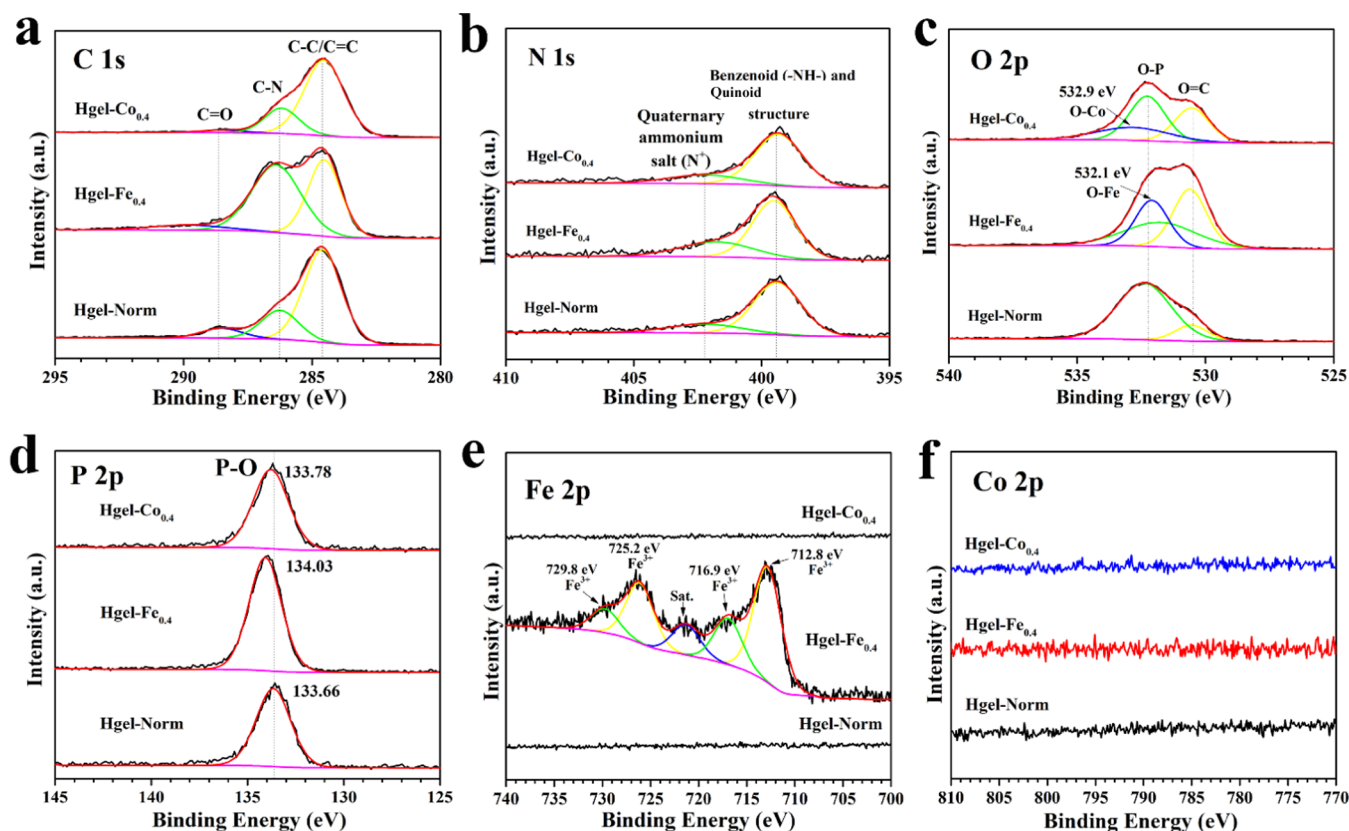 a
C 1s
C-C/C=C
C-N
C=O
Hgel-Co0.4
Hgel-Fe0.4
Hgel-Norm
Intensity (a.u.)
295 290 285 280
Binding Energy (eV)
b
N 1s
Benzenoid (-NH-) and
Quinoid
structure
Quaternary
ammonium
salt (N+)
Hgel-Co0.4
Hgel-Fe0.4
Hgel-Norm
Intensity (a.u.)
410 405 400 395
Binding Energy (eV)
c
O 2p
O-P
O=C
532.9 eV
O-Co
Hgel-Co0.4
532.1 eV
O-Fe
Hgel-Fe0.4
Hgel-Norm
Intensity (a.u.)
540 535 530 525
Binding Energy (eV)
d
P 2p
P-O
133.78
Hgel-Co0.4
134.03
Hgel-Fe0.4
133.66
Hgel-Norm
Intensity (a.u.)
145 140 135 130 125
Binding Energy (eV)
e
Fe 2p
Hgel-Co0.4
725.2 eV
Fe3+
729.8 eV
Fe3+
Sat.
716.9 eV
Fe3+
712.8 eV
Fe3+
Hgel-Fe0.4
Hgel-Norm
Intensity (a.u.)
740 735 730 725 720 715 710 705 700
Binding Energy (eV)
f
Co 2p
Hgel-Co0.4
Hgel-Fe0.4
Hgel-Norm
Intensity (a.u.)
810 805 800 795 790 785 780 775 770
Binding Energy (eV)